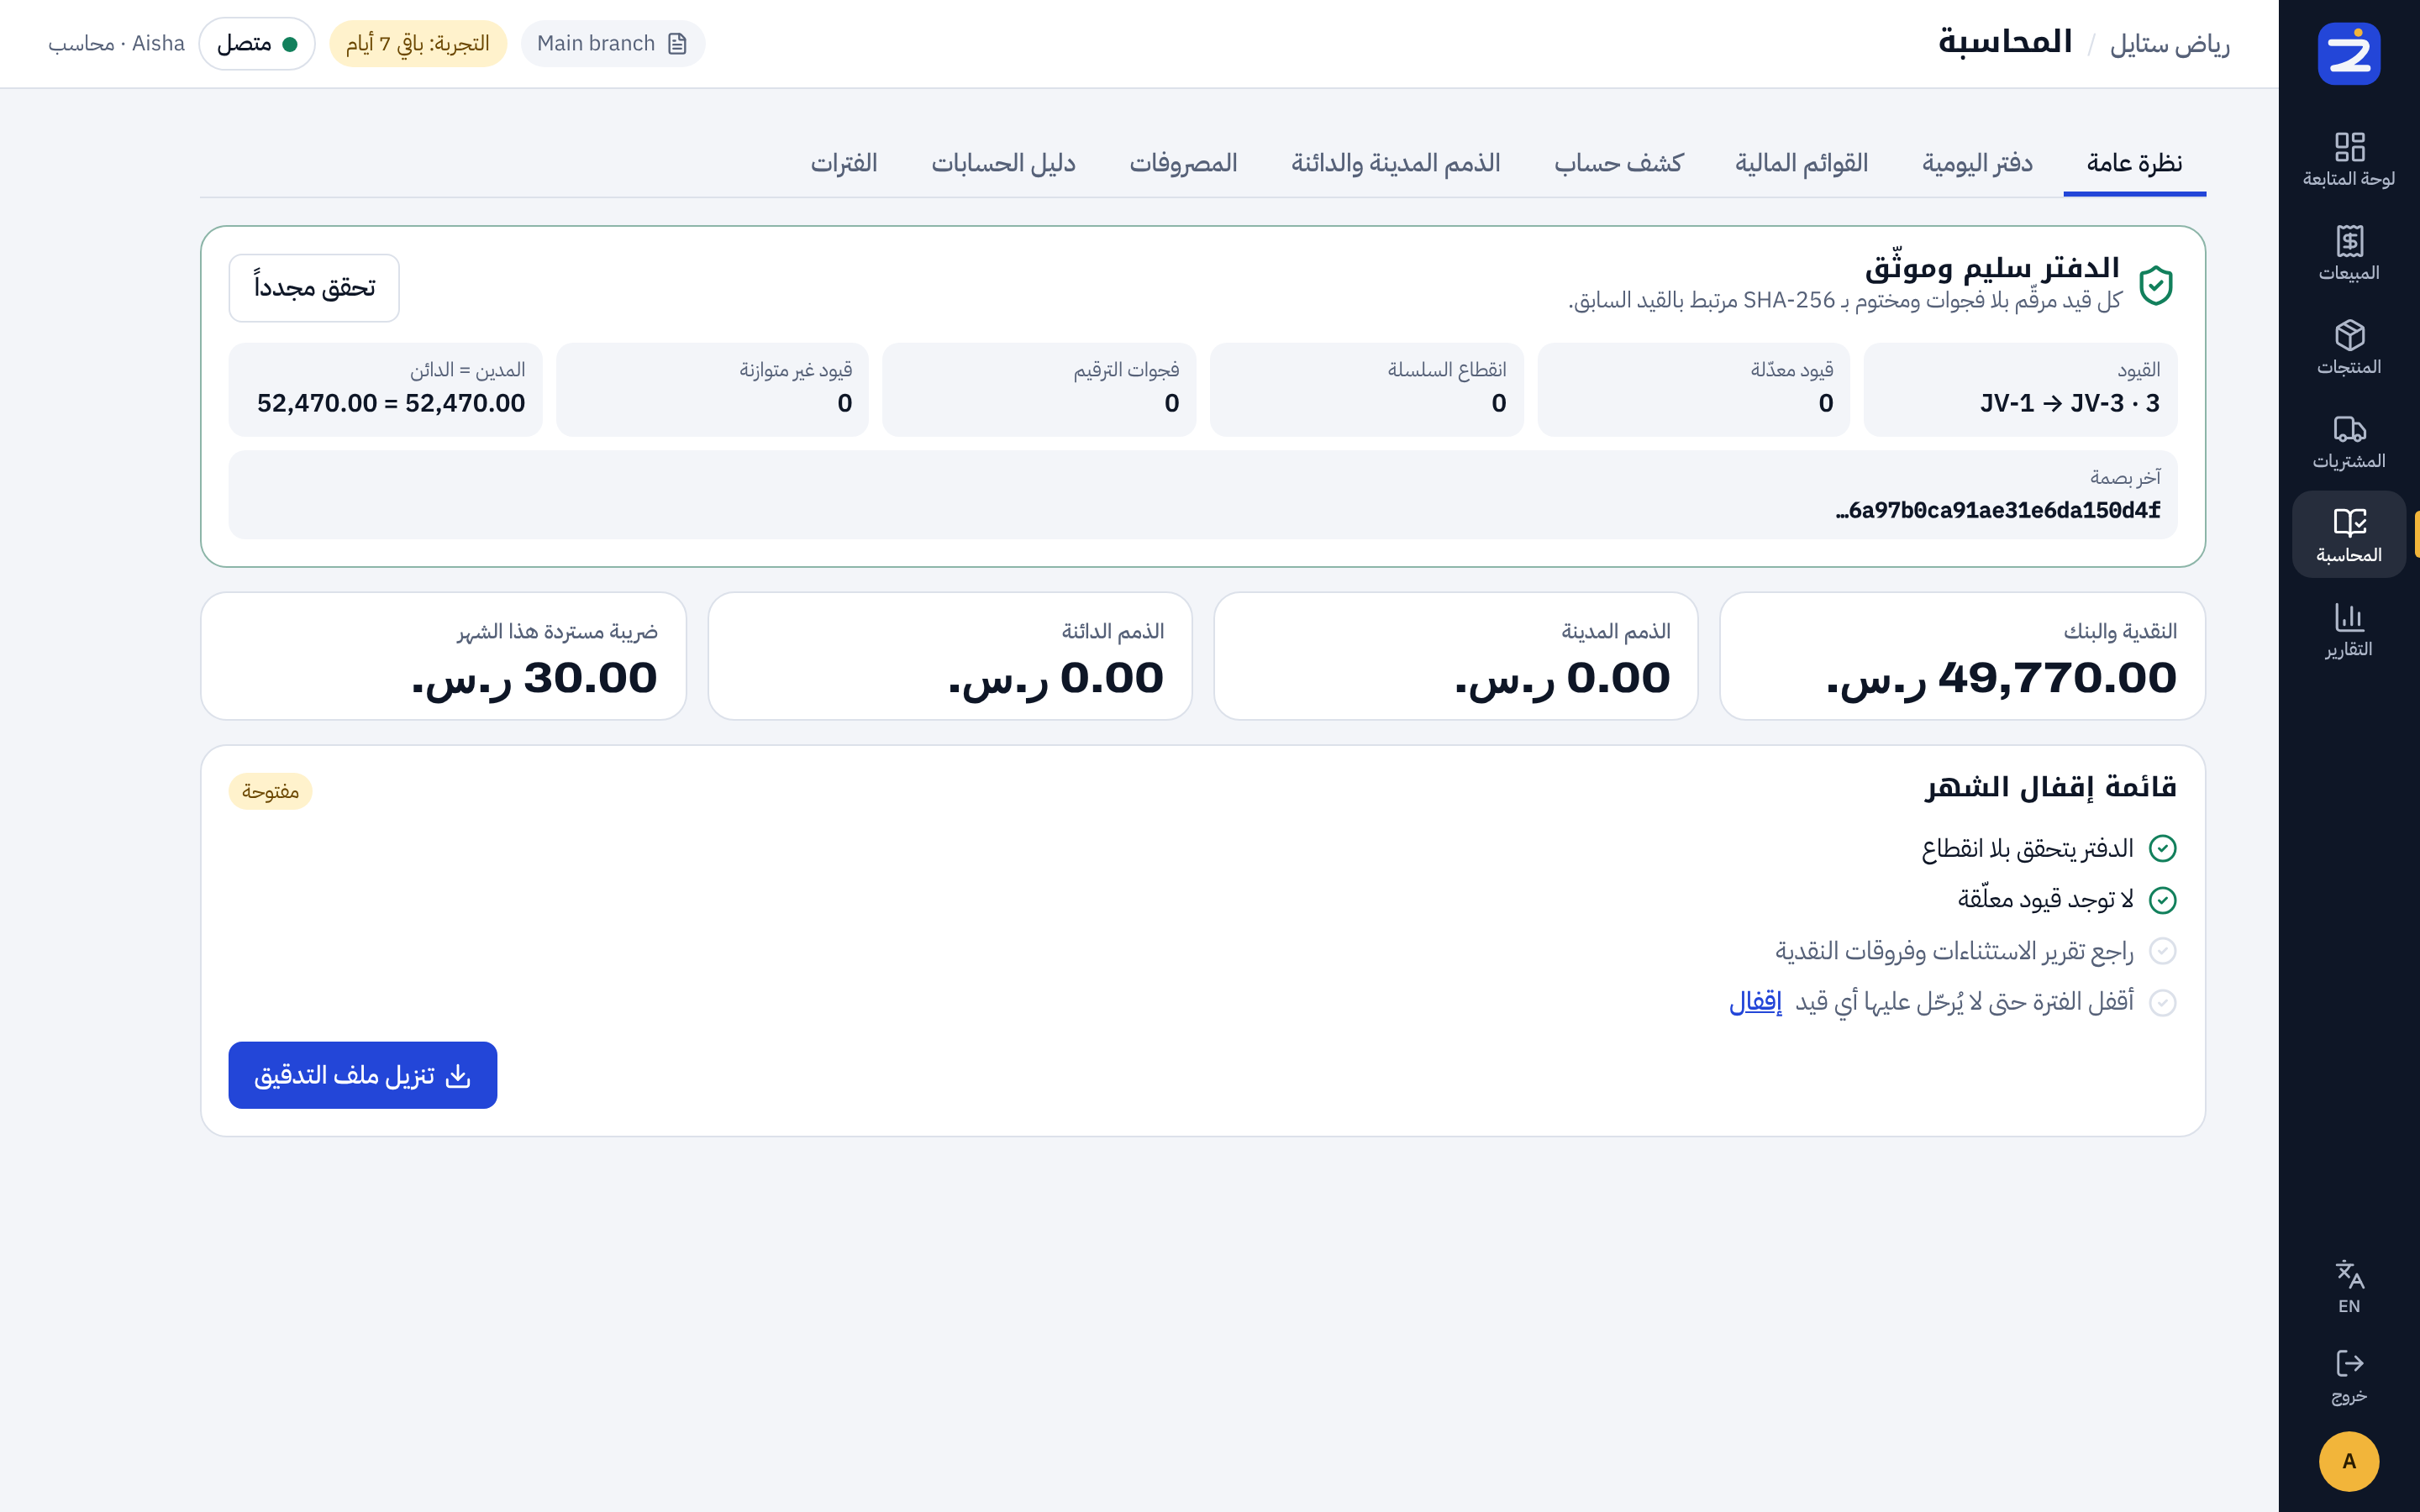 رياض ستايل / المحاسبة
Main branch
التجربة: باقي 7 أيام
متصل
Aisha · محاسب
لوحة المتابعة
المبيعات
المنتجات
المشتريات
المحاسبة
التقارير
EN
خروج
A
نظرة عامة
دفتر اليومية
القوائم المالية
كشف حساب
الذمم المدينة والدائنة
المصروفات
دليل الحسابات
الفترات
الدفتر سليم وموثّق
كل قيد مرقّم بلا فجوات ومختوم بـ SHA-256 مرتبط بالقيد السابق.
تحقق مجدداً
القيود
JV-1 → JV-3 · 3
قيود معدّلة
0
انقطاع السلسلة
0
فجوات الترقيم
0
قيود غير متوازنة
0
المدين = الدائن
52,470.00 = 52,470.00
آخر بصمة
6a97b0ca91ae31e6da150d4f…
النقدية والبنك
49,770.00 ر.س.
الذمم المدينة
0.00 ر.س.
الذمم الدائنة
0.00 ر.س.
ضريبة مستردة هذا الشهر
30.00 ر.س.
قائمة إقفال الشهر
مفتوحة
الدفتر يتحقق بلا انقطاع
لا توجد قيود معلّقة
راجع تقرير الاستثناءات وفروقات النقدية
أقفل الفترة حتى لا يُرحّل عليها أي قيد إقفال
تنزيل ملف التدقيق